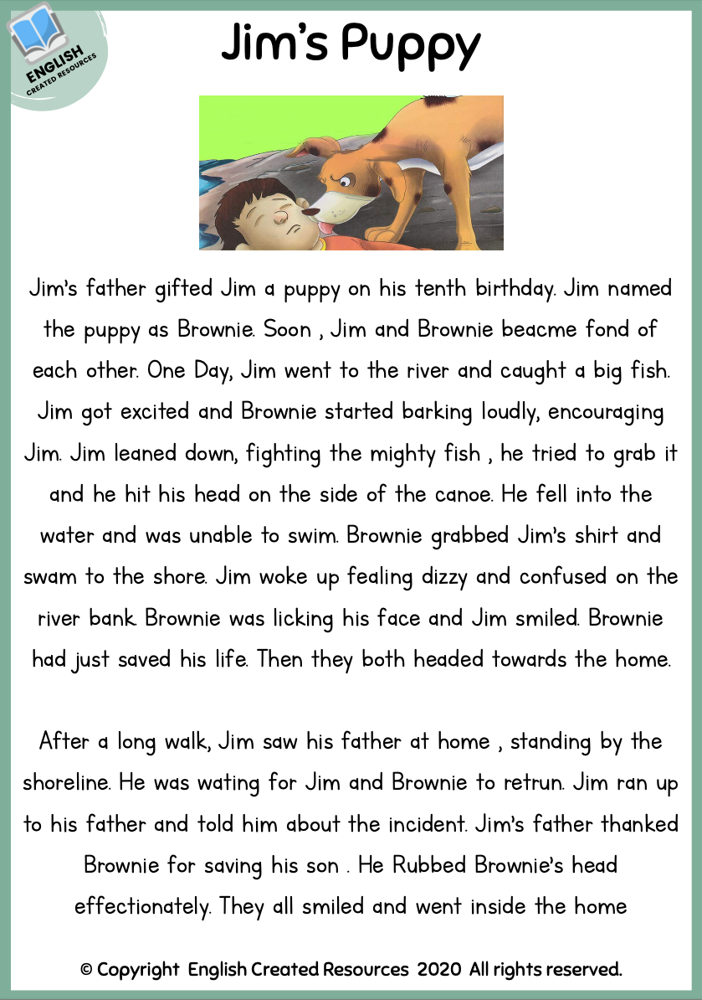 ENGLISH
CREATED RESOURCES
Jim's Puppy
Jim's father gifted Jim a puppy on his tenth birthday. Jim named
the puppy as Brownie. Soon , Jim and Brownie beacme fond of
each other. One Day, Jim went to the river and caught a big fish.
Jim got excited and Brownie started barking loudly, encouraging
Jim. Jim leaned down, fighting the mighty fish , he tried to grab it
and he hit his head on the side of the canoe. He fell into the
water and was unable to swim. Brownie grabbed Jim's shirt and
swam to the shore. Jim woke up fealing dizzy and confused on the
river bank. Brownie was licking his face and Jim smiled. Brownie
had just saved his life. Then they both headed towards the home.
After a long walk, Jim saw his father at home , standing by the
shoreline. He was wating for Jim and Brownie to retrun. Jim ran up
to his father and told him about the incident. Jim's father thanked
Brownie for saving his son . He Rubbed Brownie's head
effectionately. They all smiled and went inside the home
© Copyright English Created Resources 2020 All rights reserved.